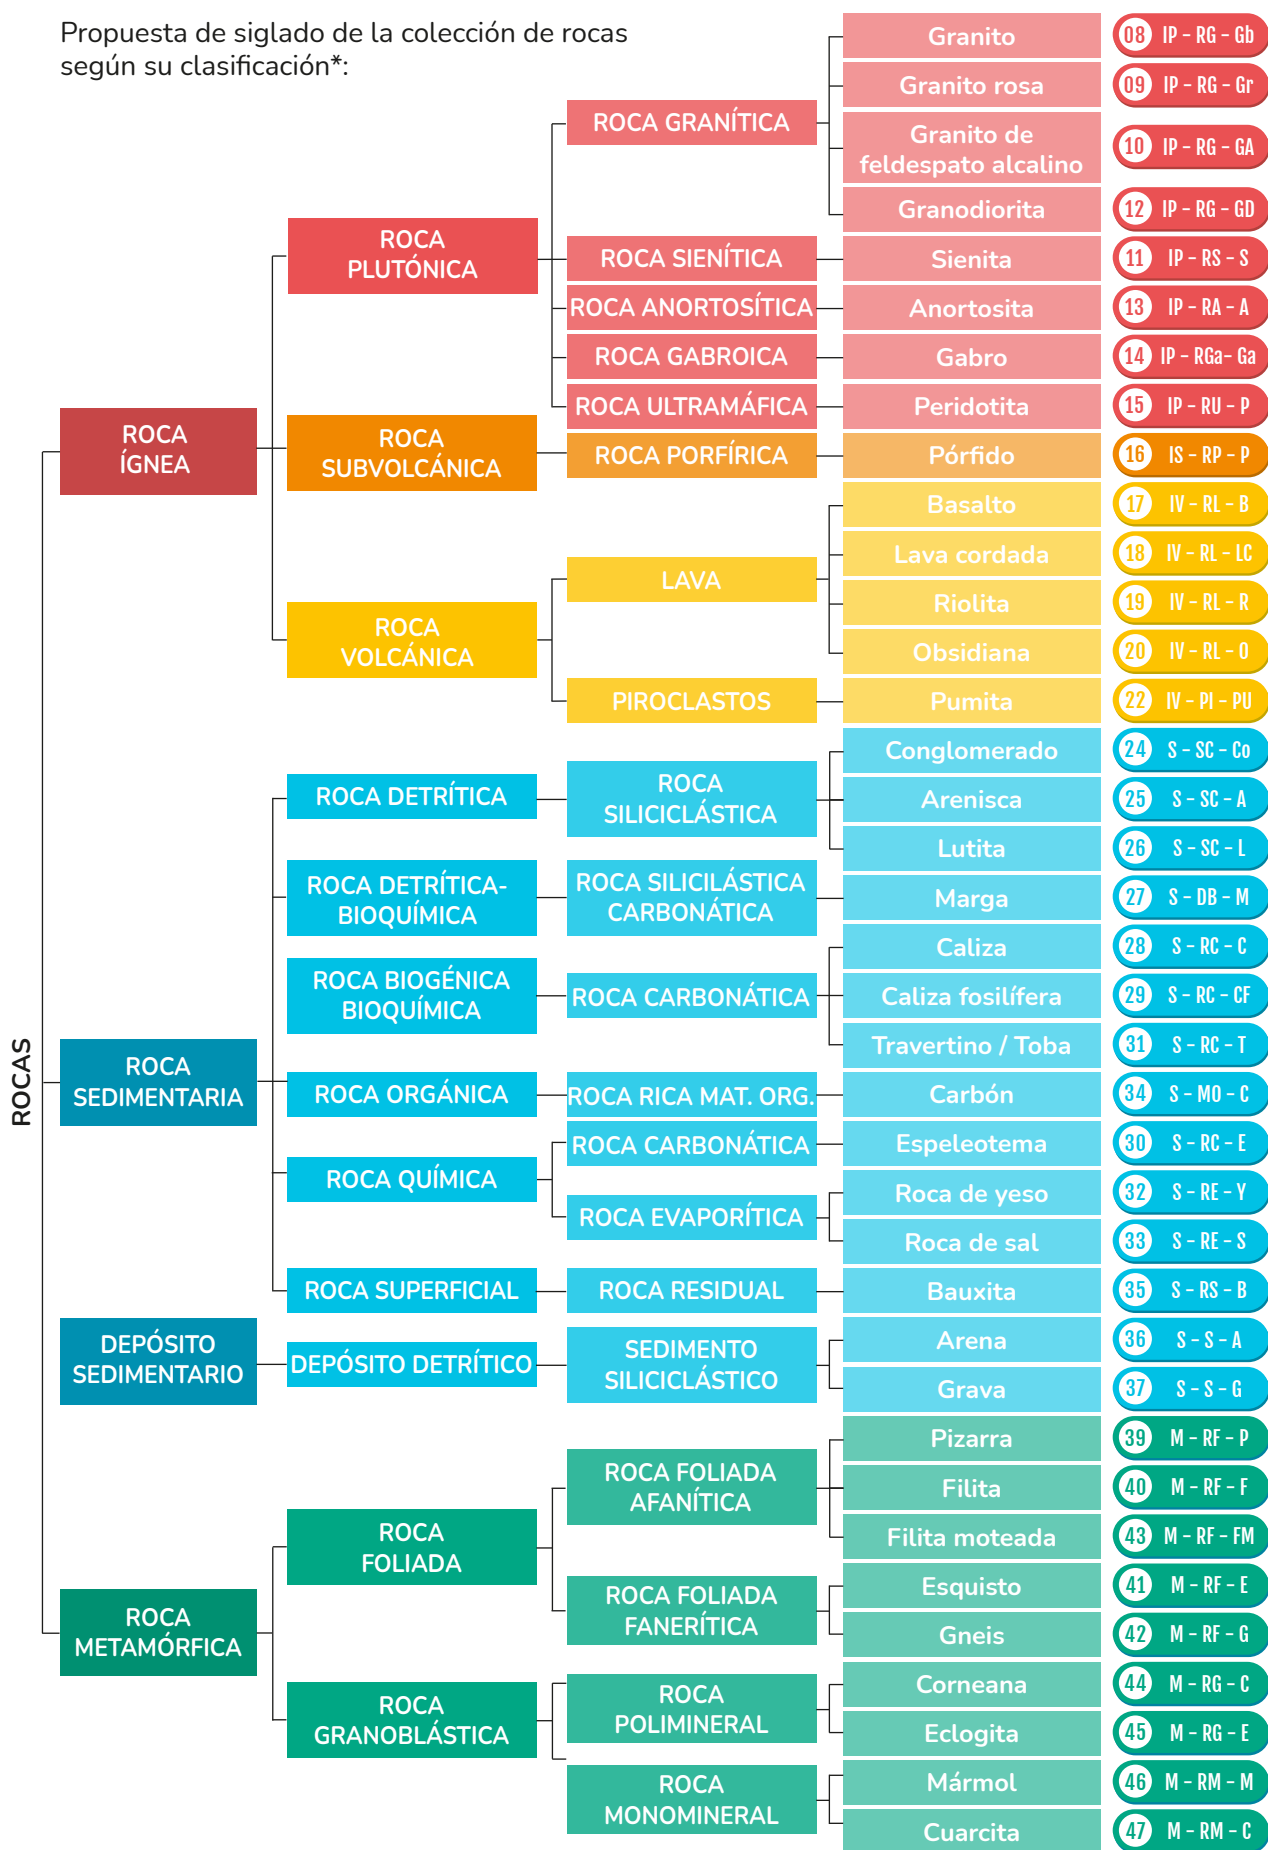 Propuesta de siglado de la colección de rocas
según su clasificación*:
ROCAS
ROCA
ÍGNEA
ROCA
PLUTÓNICA
ROCA GRANÍTICA
Granito
08 IP – RG – Gb
Granito rosa
09 IP – RG – Gr
Granito de
feldespato alcalino
10 IP – RG – GA
Granodiorita
12 IP – RG – GD
ROCA SIENÍTICA
Sienita
11 IP – RS – S
ROCA ANORTOSÍTICA
Anortosita
13 IP – RA – A
ROCA GABROICA
Gabro
14 IP – RGa– Ga
ROCA ULTRAMÁFICA
Peridotita
15 IP – RU – P
ROCA
SUBVOLCÁNICA
ROCA PORFÍRICA
Pórfido
16 IS – RP – P
ROCA
VOLCÁNICA
LAVA
Basalto
17 IV – RL – B
Lava cordada
18 IV – RL – LC
Riolita
19 IV – RL – R
Obsidiana
20 IV – RL – O
PIROCLASTOS
Pumita
22 IV – PI – PU
ROCA
SEDIMENTARIA
ROCA DETRÍTICA
ROCA
SILICICLÁSTICA
Conglomerado
24 S – SC – Co
Arenisca
25 S – SC – A
Lutita
26 S – SC – L
ROCA DETRÍTICA-
BIOQUÍMICA
ROCA SILICILÁSTICA
CARBONÁTICA
Marga
27 S – DB – M
ROCA BIOGÉNICA
BIOQUÍMICA
ROCA CARBONÁTICA
Caliza
28 S – RC – C
Caliza fosilífera
29 S – RC – CF
Travertino / Toba
31 S – RC – T
ROCA ORGÁNICA
ROCA RICA MAT. ORG.
Carbón
34 S – MO – C
ROCA QUÍMICA
ROCA CARBONÁTICA
Espeleotema
30 S – RC – E
ROCA EVAPORÍTICA
Roca de yeso
32 S – RE – Y
Roca de sal
33 S – RE – S
ROCA SUPERFICIAL
ROCA RESIDUAL
Bauxita
35 S – RS – B
DEPÓSITO
SEDIMENTARIO
DEPÓSITO DETRÍTICO
SEDIMENTO
SILICICLÁSTICO
Arena
36 S – S – A
Grava
37 S – S – G
ROCA
METAMÓRFICA
ROCA
FOLIADA
ROCA FOLIADA
AFANÍTICA
Pizarra
39 M – RF – P
Filita
40 M – RF – F
Filita moteada
43 M – RF – FM
ROCA FOLIADA
FANERÍTICA
Esquisto
41 M – RF – E
Gneis
42 M – RF – G
ROCA
GRANOBLÁSTICA
ROCA
POLIMINERAL
Corneana
44 M – RG – C
Eclogita
45 M – RG – E
ROCA
MONOMINERAL
Mármol
46 M – RM – M
Cuarcita
47 M – RM – C